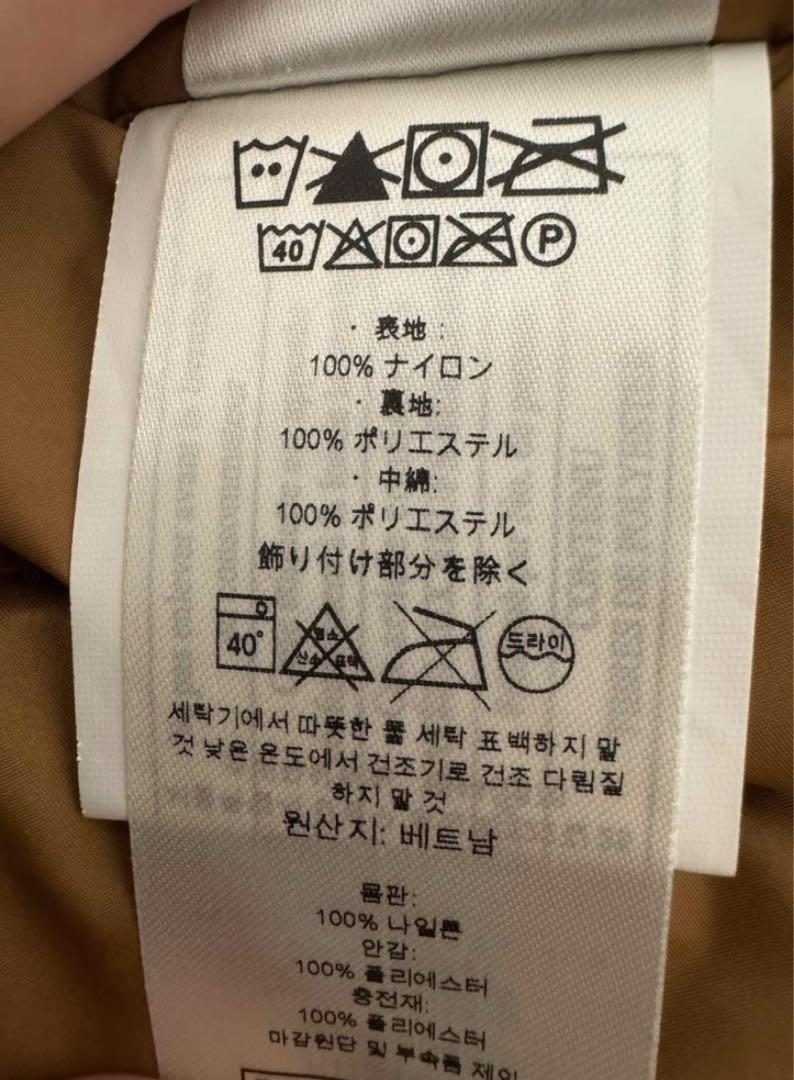 40
P
・ 表地 :
100% ナイロン
・ 裏地:
100% ポリエステル
・ 中綿:
100% ポリエステル
飾り付け部分を除く
40°
염소
산소 표백
드라이
세탁기에서 따뜻한 물 세탁 표백하지 말
것 낮은 온도에서 건조기로 건조 다림질
하지 말 것
원산지: 베트남
몸판:
100% 나일론
안감:
100% 폴리에스터
충전재:
100% 폴리에스터
마감원단 및 부속품 제외